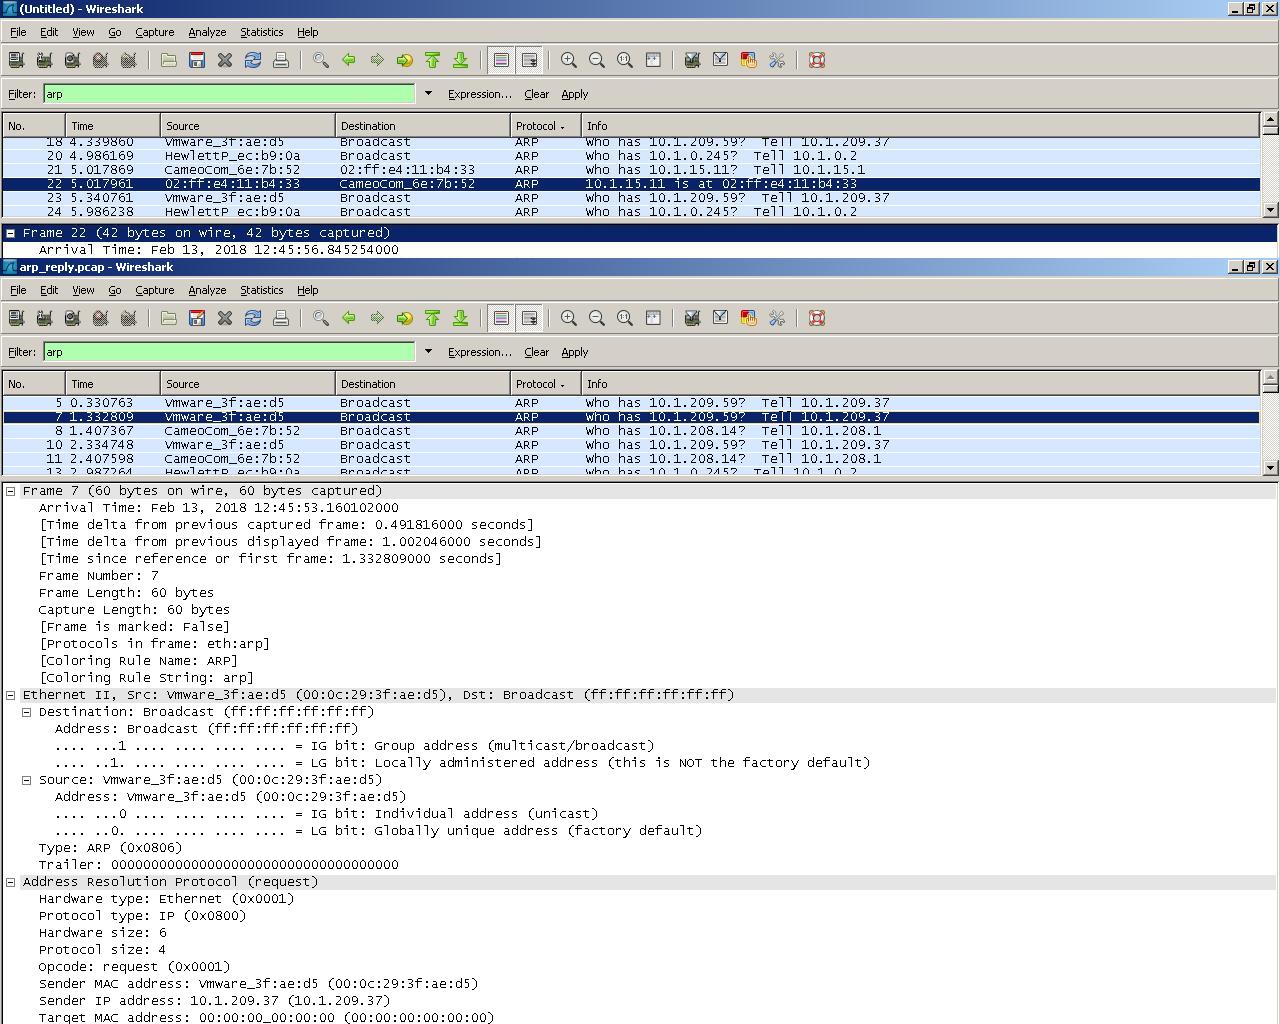 (Untitled) - Wireshark
File Edit View Go Capture Analyze Statistics Help
Filter: arp Expression... Clear Apply
No. Time Source Destination Protocol Info
18 4.339860 Vmware_3f:ae:d5 Broadcast ARP Who has 10.1.209.59? Tell 10.1.209.37
20 4.986169 HewlettP_ec:b9:0a Broadcast ARP Who has 10.1.0.245? Tell 10.1.0.2
21 5.017869 CameoCom_6e:7b:52 02:ff:e4:11:b4:33 ARP Who has 10.1.15.11? Tell 10.1.15.1
22 5.017961 02:ff:e4:11:b4:33 CameoCom_6e:7b:52 ARP 10.1.15.11 is at 02:ff:e4:11:b4:33
23 5.340761 Vmware_3f:ae:d5 Broadcast ARP Who has 10.1.209.59? Tell 10.1.209.37
24 5.986238 HewlettP_ec:b9:0a Broadcast ARP Who has 10.1.0.245? Tell 10.1.0.2
Frame 22 (42 bytes on wire, 42 bytes captured)
Arrival Time: Feb 13, 2018 12:45:56.845254000
arp_reply.pcap - Wireshark
File Edit View Go Capture Analyze Statistics Help
Filter: arp Expression... Clear Apply
No. Time Source Destination Protocol Info
5 0.330763 Vmware_3f:ae:d5 Broadcast ARP Who has 10.1.209.59? Tell 10.1.209.37
7 1.332809 Vmware_3f:ae:d5 Broadcast ARP Who has 10.1.209.59? Tell 10.1.209.37
8 1.407367 CameoCom_6e:7b:52 Broadcast ARP Who has 10.1.208.14? Tell 10.1.208.1
10 2.334748 Vmware_3f:ae:d5 Broadcast ARP Who has 10.1.209.59? Tell 10.1.209.37
11 2.407598 CameoCom_6e:7b:52 Broadcast ARP Who has 10.1.208.14? Tell 10.1.208.1
13 2.987264 HewlettP_ec:b9:0a Broadcast ARP Who has 10.1.0.245? Tell 10.1.0.2
Frame 7 (60 bytes on wire, 60 bytes captured)
Arrival Time: Feb 13, 2018 12:45:53.160102000
[Time delta from previous captured frame: 0.491816000 seconds]
[Time delta from previous displayed frame: 1.002046000 seconds]
[Time since reference or first frame: 1.332809000 seconds]
Frame Number: 7
Frame Length: 60 bytes
Capture Length: 60 bytes
[Frame is marked: False]
[Protocols in frame: eth:arp]
[Coloring Rule Name: ARP]
[Coloring Rule String: arp]
Ethernet II, Src: Vmware_3f:ae:d5 (00:0c:29:3f:ae:d5), Dst: Broadcast (ff:ff:ff:ff:ff:ff)
Destination: Broadcast (ff:ff:ff:ff:ff:ff)
Address: Broadcast (ff:ff:ff:ff:ff:ff)
.... ...1 .... .... .... .... = IG bit: Group address (multicast/broadcast)
.... ..1. .... .... .... .... = LG bit: Locally administered address (this is NOT the factory default)
Source: Vmware_3f:ae:d5 (00:0c:29:3f:ae:d5)
Address: Vmware_3f:ae:d5 (00:0c:29:3f:ae:d5)
.... ...0 .... .... .... .... = IG bit: Individual address (unicast)
.... ..0. .... .... .... .... = LG bit: Globally unique address (factory default)
Type: ARP (0x0806)
Trailer: 000000000000000000000000000000000000
Address Resolution Protocol (request)
Hardware type: Ethernet (0x0001)
Protocol type: IP (0x0800)
Hardware size: 6
Protocol size: 4
Opcode: request (0x0001)
Sender MAC address: Vmware_3f:ae:d5 (00:0c:29:3f:ae:d5)
Sender IP address: 10.1.209.37 (10.1.209.37)
Target MAC address: 00:00:00_00:00:00 (00:00:00:00:00:00)